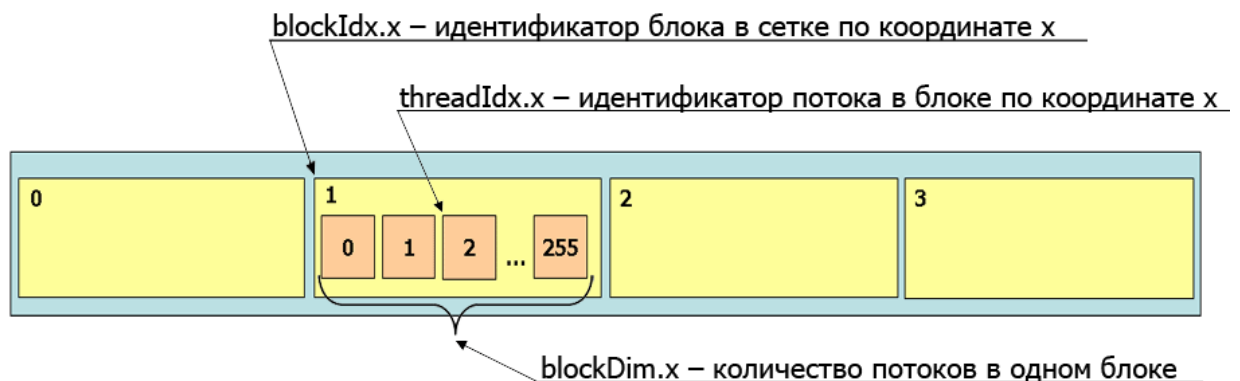 blockIdx.x – идентификатор блока в сетке по координате x
threadIdx.x – идентификатор потока в блоке по координате x
0 1 2 3
0 1 2 ... 255
blockDim.x – количество потоков в одном блоке